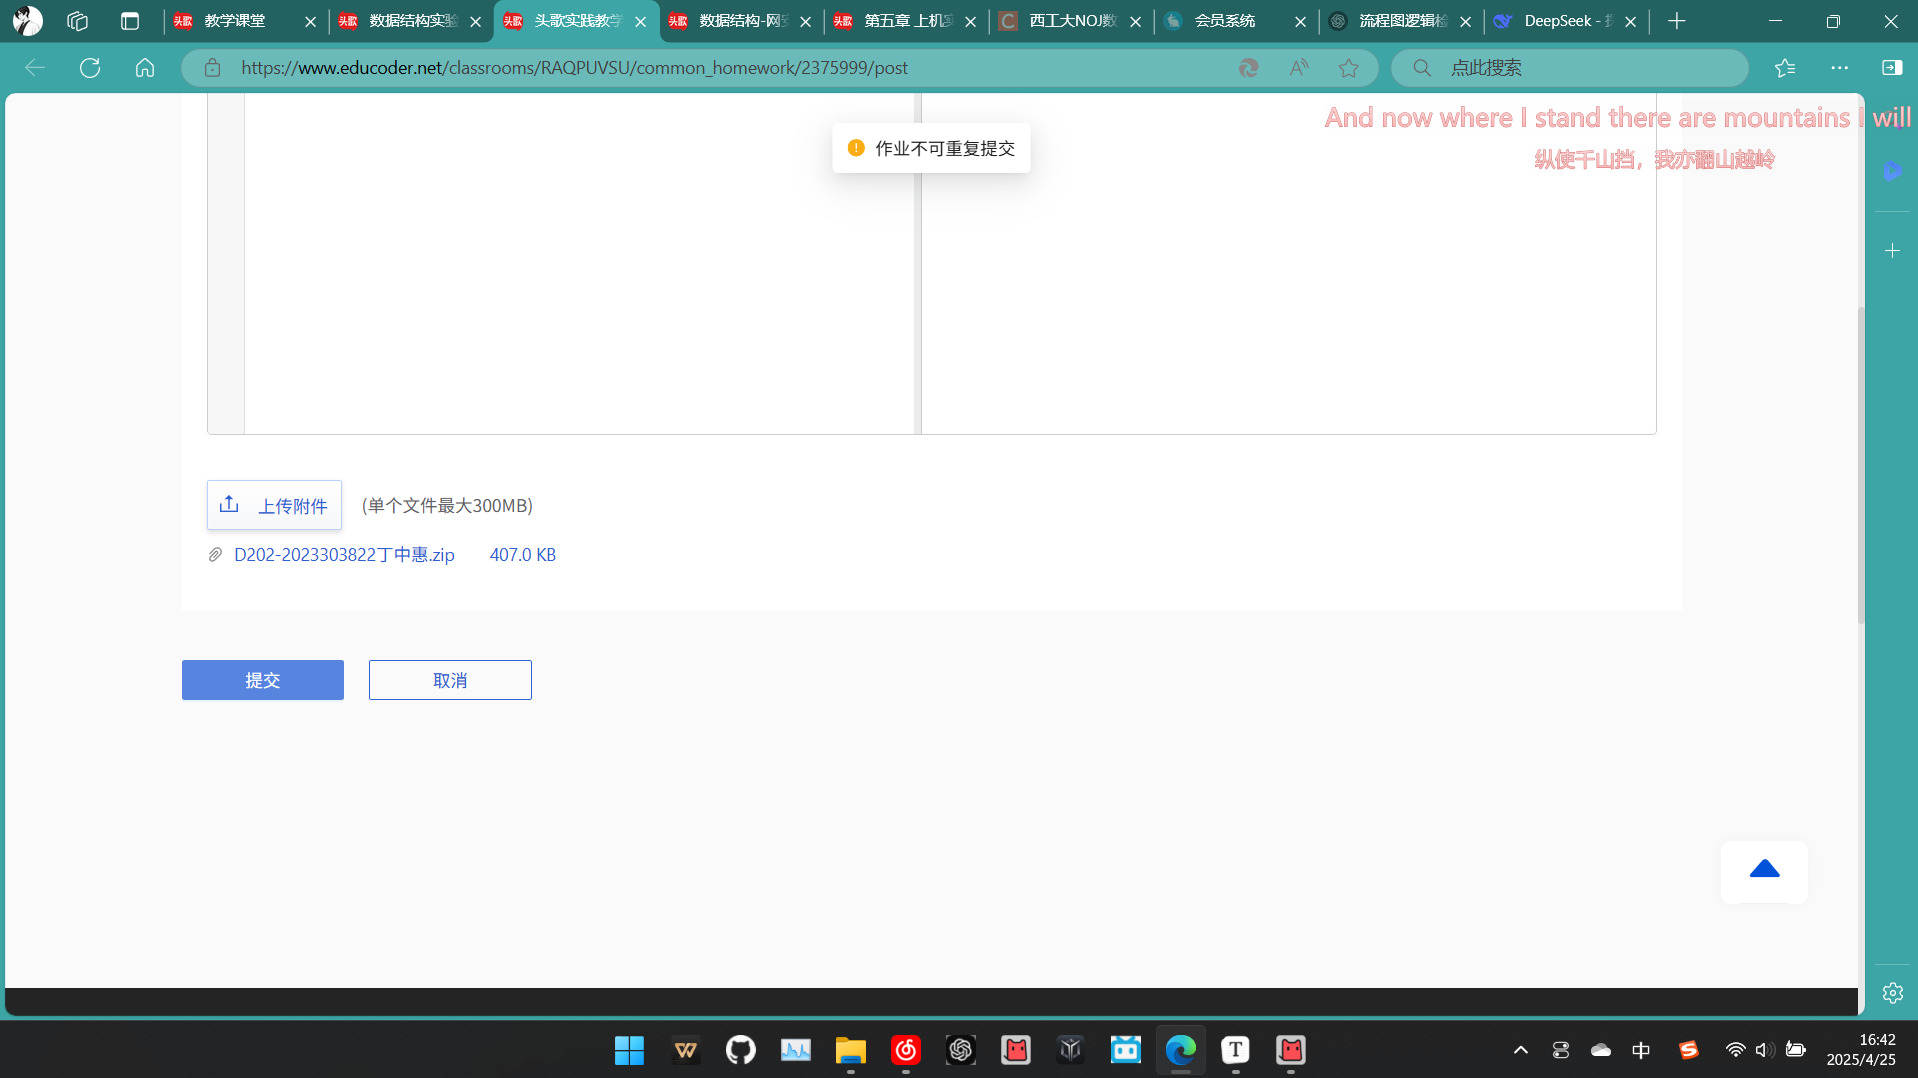 教学课堂
数据结构实验
头歌实践教学
数据结构-网安
第五章 上机实
西工大NOJ数
会员系统
流程图逻辑检
DeepSeek - 探
https://www.educoder.net/classrooms/RAQPUVSU/common_homework/2375999/post
点此搜索
And now where I stand there are mountains I will
作业不可重复提交
纵使千山挡，我亦翻山越岭
上传附件
(单个文件最大300MB)
D202-2023303822丁中惠.zip 407.0 KB
提交
取消
中
16:42
2025/4/25